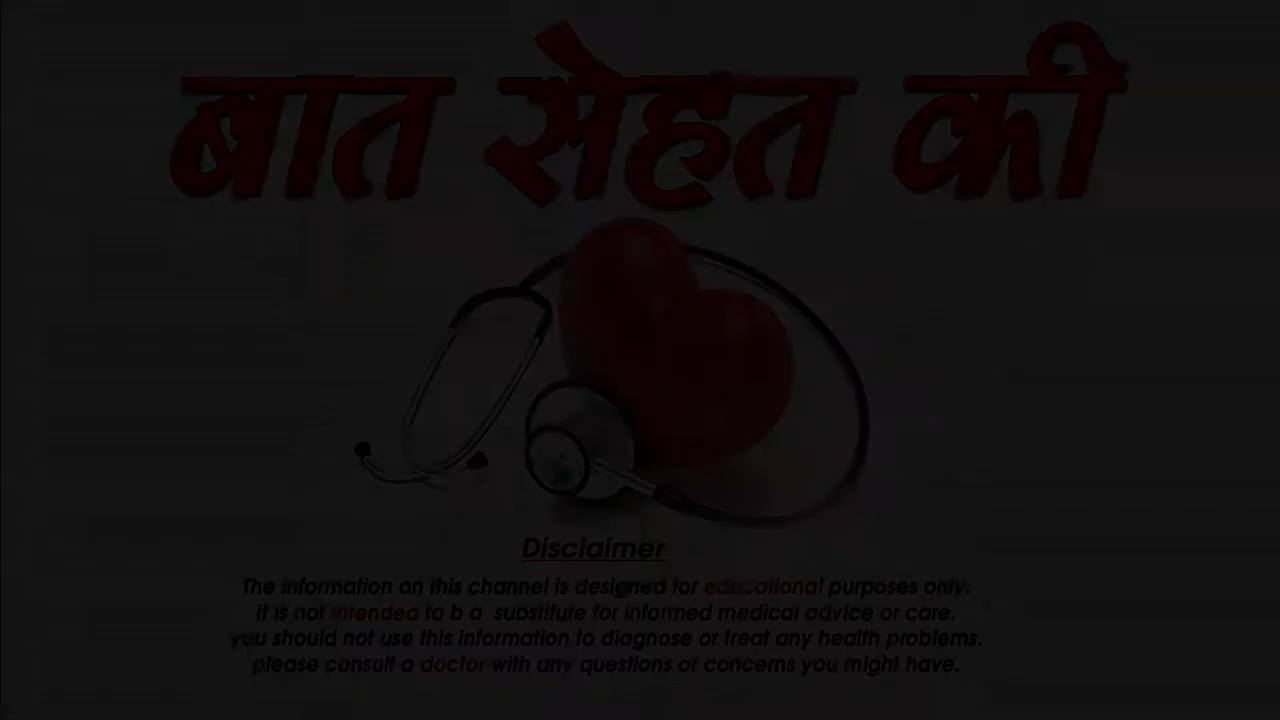 बात सेहत की
Disclaimer
The information on this channel is designed for educational purposes only.
it is not intended to b a substitute for informed medical advice or care.
you should not use this information to diagnose or treat any health problems.
please consult a doctor with any questions or concerns you might have.